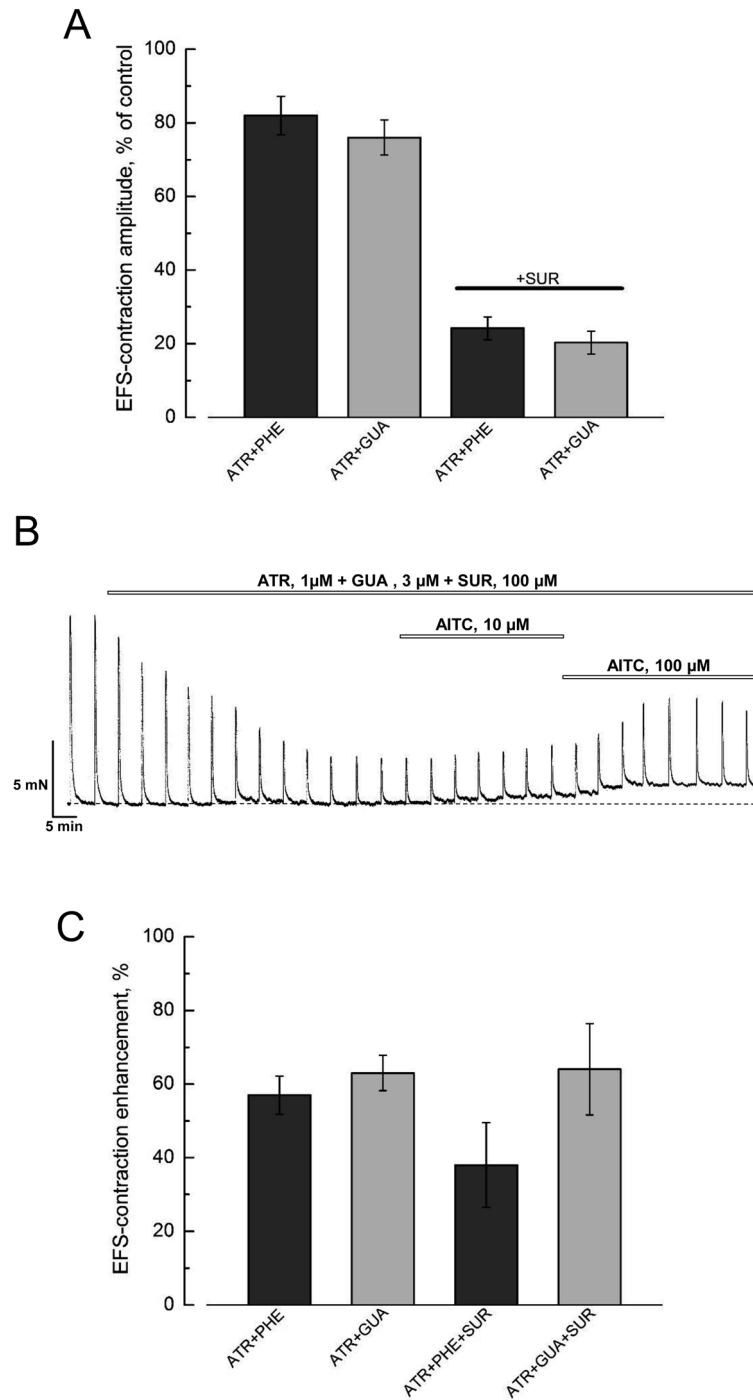 A
EFS-contraction amplitude, % of control
100
80
60
40
20
0
+SUR
ATR+PHE
ATR+GUA
ATR+PHE
ATR+GUA
B
ATR, 1µM + GUA , 3 µM + SUR, 100 µM
AITC, 10 µM
AITC, 100 µM
5 mN
5 min
C
EFS-contraction enhancement, %
100
80
60
40
20
0
ATR+PHE
ATR+GUA
ATR+PHE+SUR
ATR+GUA+SUR